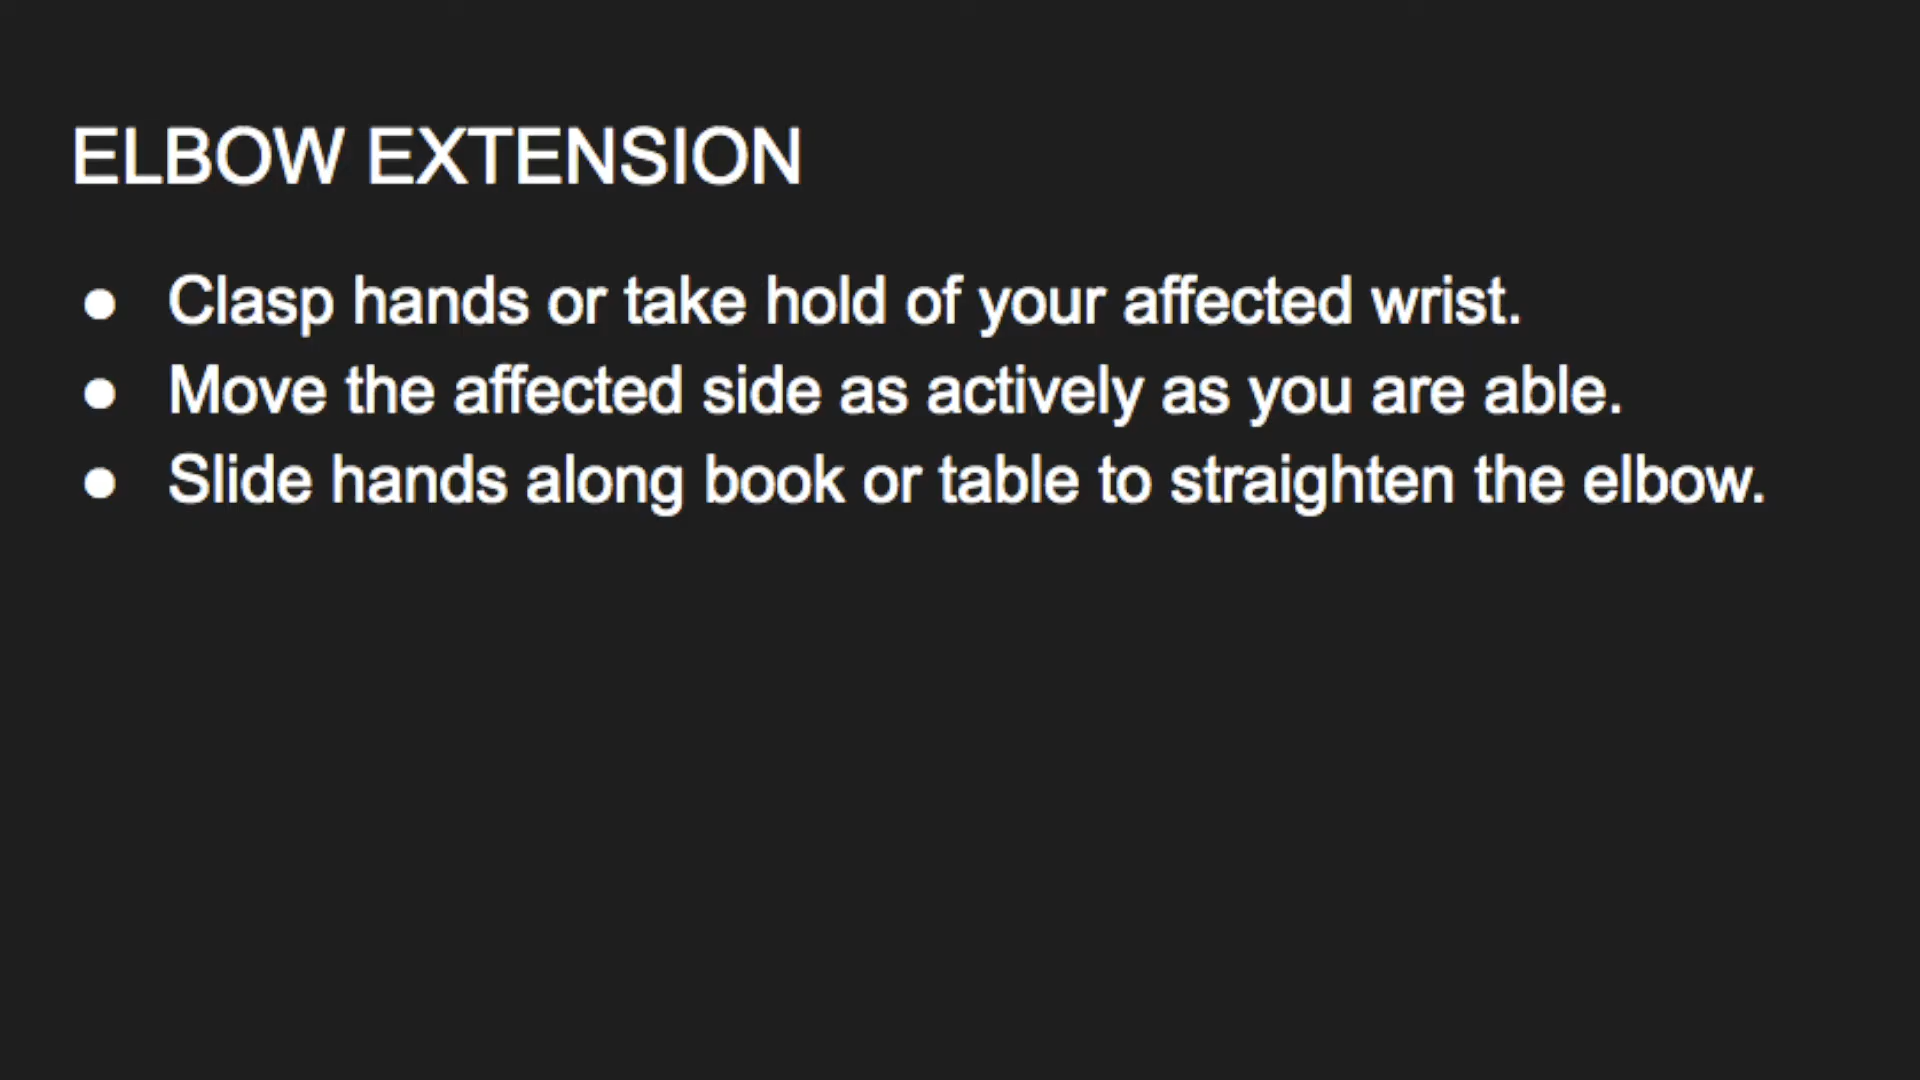 ELBOW EXTENSION
● Clasp hands or take hold of your affected wrist.
● Move the affected side as actively as you are able.
● Slide hands along book or table to straighten the elbow.